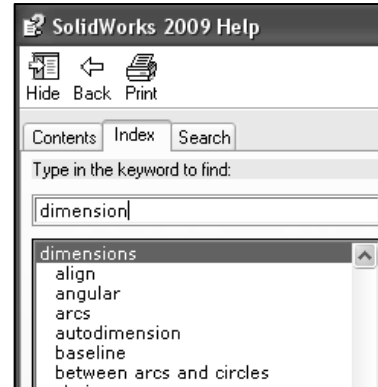 SolidWorks 2009 Help
Hide Back Print
Contents Index Search
Type in the keyword to find:
dimension
dimensions
align
angular
arcs
autodimension
baseline
between arcs and circles